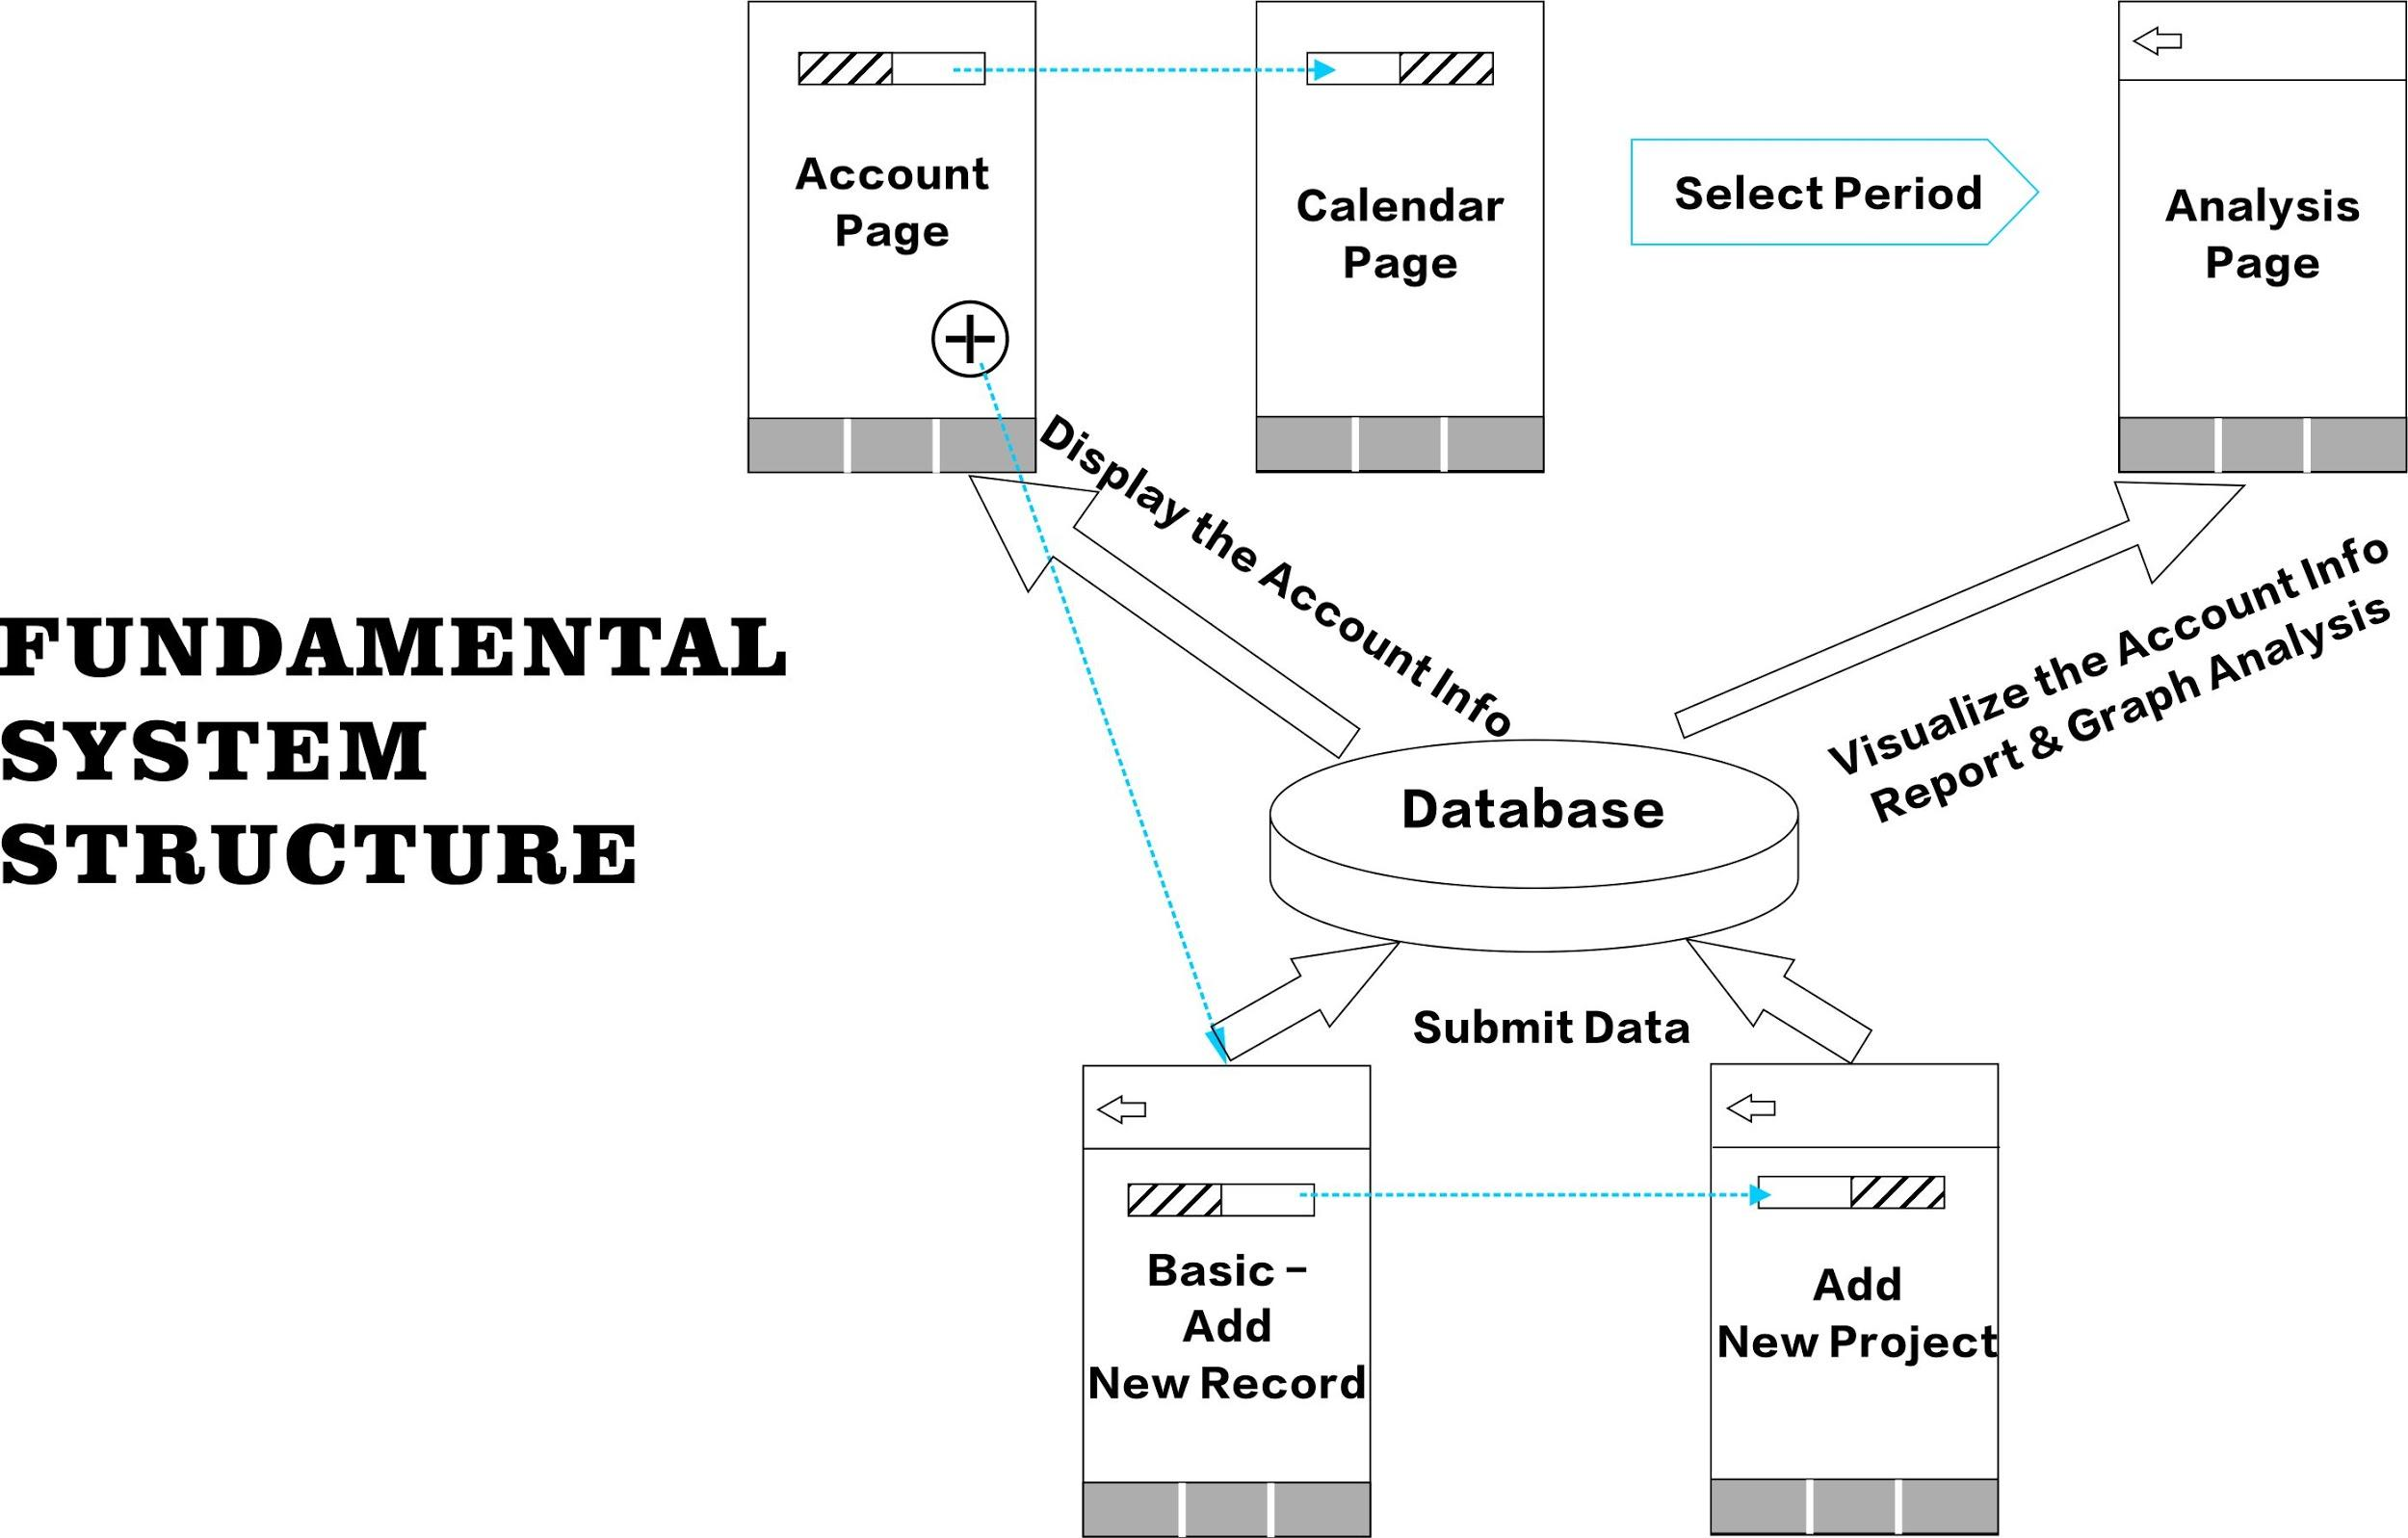 FUNDAMENTAL
SYSTEM
STRUCTURE
Account
Page
Calendar
Page
Select Period
Analysis
Page
Display the Account Info
Visualize the Account Info
Report & Graph Analysis
Database
Submit Data
Basic –
Add
New Record
Add
New Project